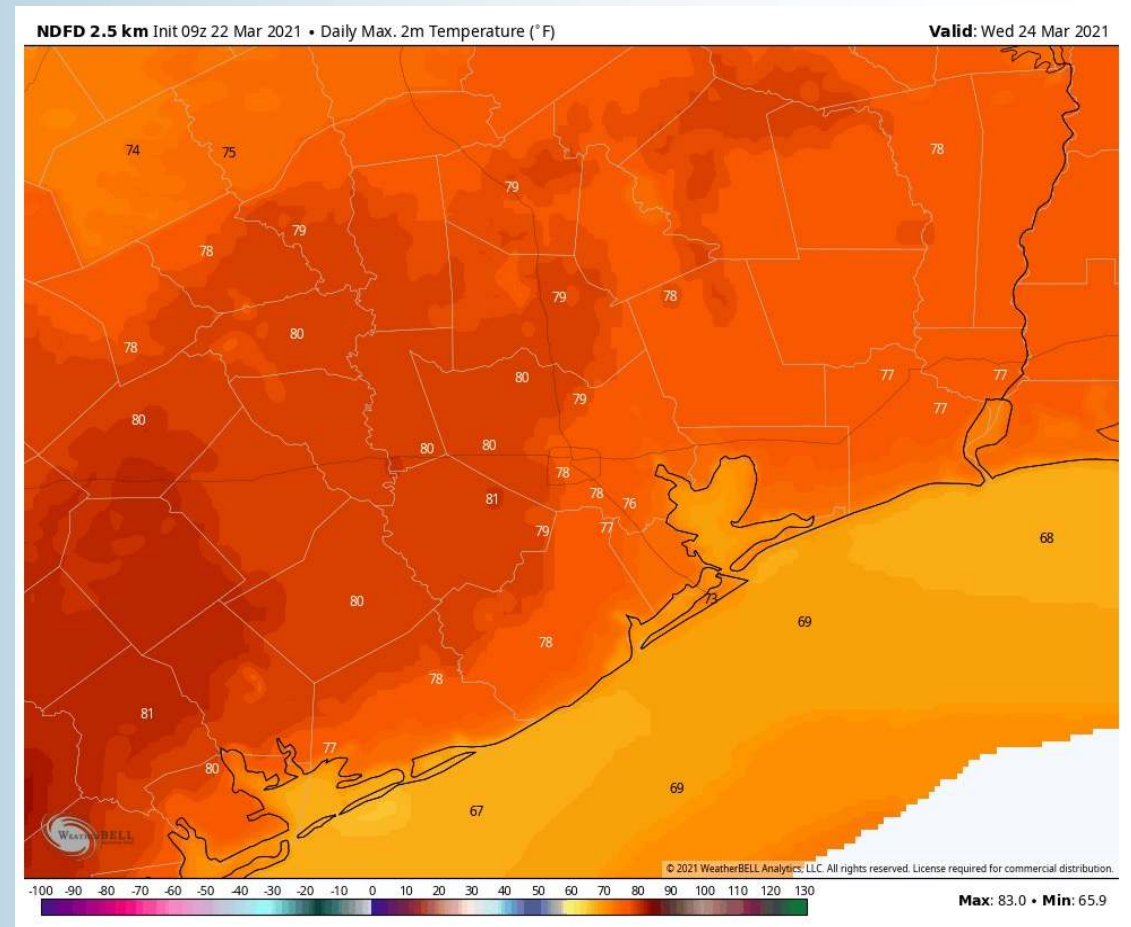 NDFD 2.5 km Init 09z 22 Mar 2021 • Daily Max. 2m Temperature (°F) Valid: Wed 24 Mar 2021
74 75 78
79
79
78
79 78
80
78
80 77 77
79 77
80
80 80
78
81 78 76
79 77
80 73
69
68
78
78
81
77
80
69
67
WEATHERBELL
© 2021 WeatherBELL Analytics, LLC. All rights reserved. License required for commercial distribution.
-100 -90 -80 -70 -60 -50 -40 -30 -20 -10 0 10 20 30 40 50 60 70 80 90 100 110 120 130
Max: 83.0 • Min: 65.9